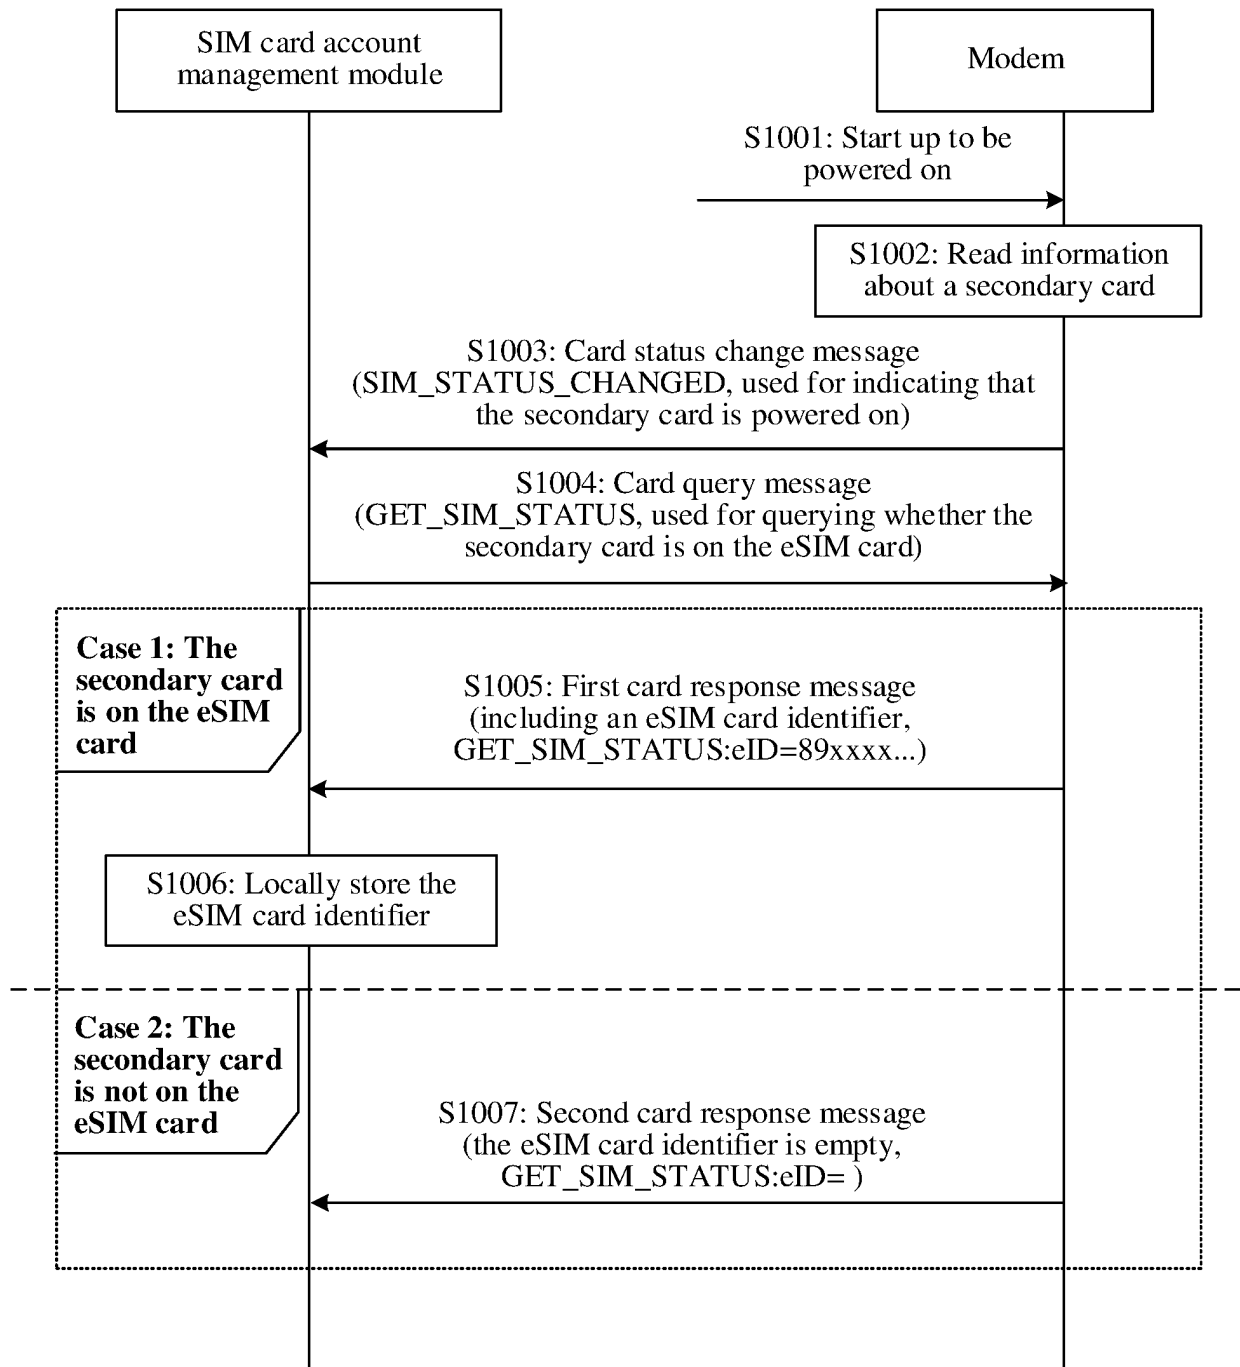 SIM card account
management module
Modem
S1001: Start up to be
powered on
S1002: Read information
about a secondary card
S1003: Card status change message
(SIM_STATUS_CHANGED, used for indicating that
the secondary card is powered on)
S1004: Card query message
(GET_SIM_STATUS, used for querying whether the
secondary card is on the eSIM card)
Case 1: The
secondary card
is on the eSIM
card
S1005: First card response message
(including an eSIM card identifier,
GET_SIM_STATUS:eID=89xxxx...)
S1006: Locally store the
eSIM card identifier
Case 2: The
secondary card
is not on the
eSIM card
S1007: Second card response message
(the eSIM card identifier is empty,
GET_SIM_STATUS:eID= )